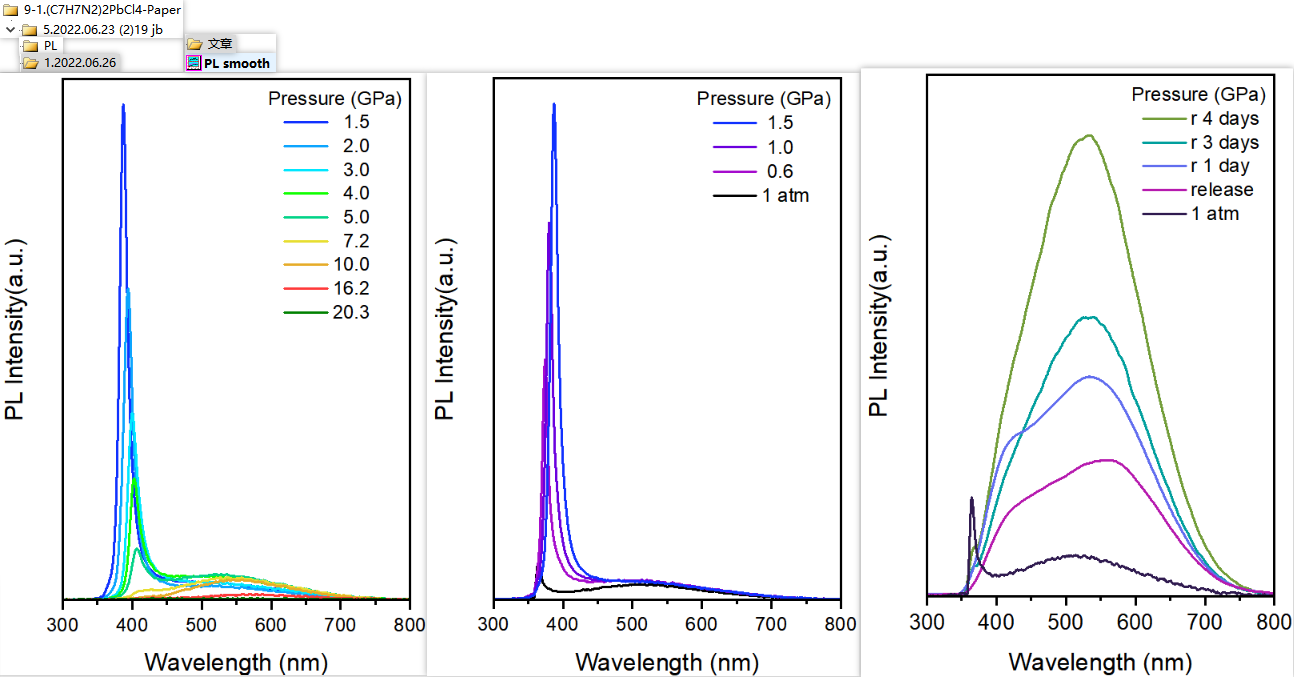 9-1.(C7H7N2)2PbCl4-Paper
5.2022.06.23 (2)19 jb
PL
文章
1.2022.06.26
PL smooth
Pressure (GPa)
1.5
2.0
3.0
4.0
5.0
7.2
10.0
16.2
20.3
PL Intensity(a.u.)
300 400 500 600 700 800
Wavelength (nm)
Pressure (GPa)
1.5
1.0
0.6
1 atm
PL Intensity(a.u.)
300 400 500 600 700 800
Wavelength (nm)
Pressure (GPa)
r 4 days
r 3 days
r 1 day
release
1 atm
PL Intensity(a.u.)
300 400 500 600 700 800
Wavelength (nm)